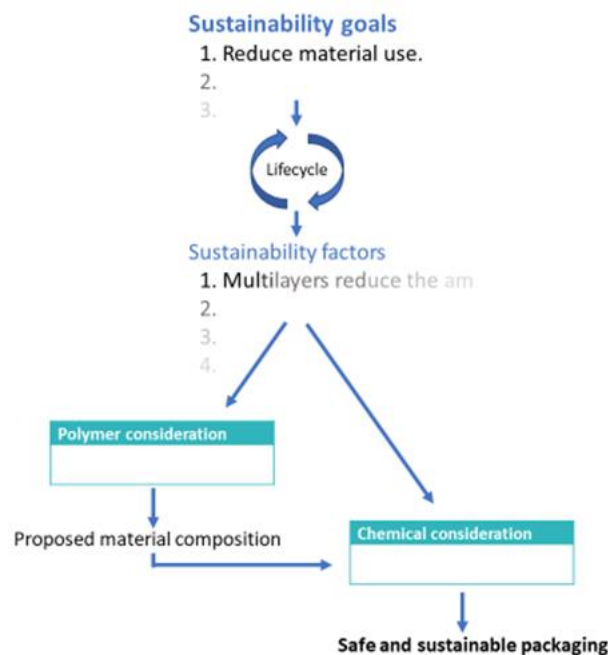 Sustainability goals
1. Reduce material use.
2.
3.
Lifecycle
Sustainability factors
1. Multilayers reduce the am
2.
3.
4.
Polymer consideration
Proposed material composition
Chemical consideration
Safe and sustainable packaging